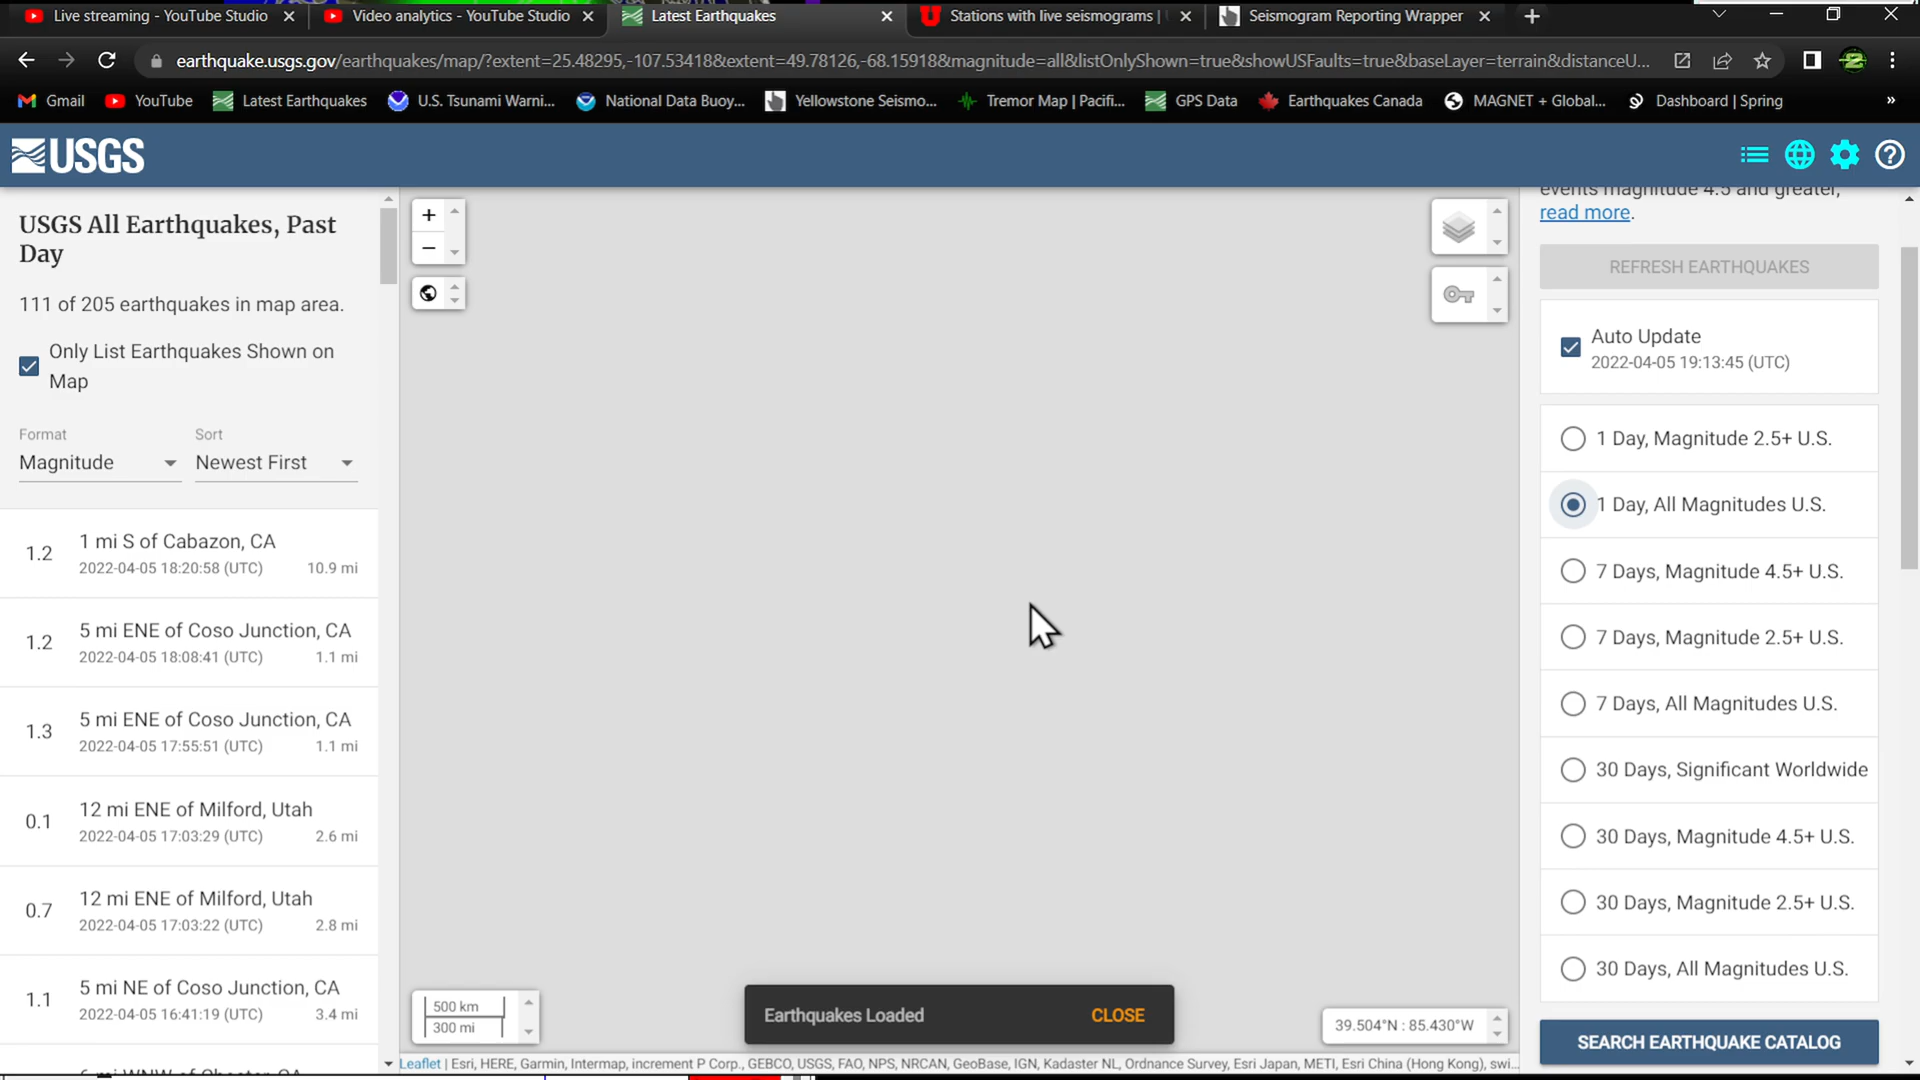 Live streaming - YouTube Studio
Video analytics - YouTube Studio
Latest Earthquakes
Stations with live seismograms |
Seismogram Reporting Wrapper
earthquake.usgs.gov/earthquakes/map/?extent=25.48295,-107.53418&extent=49.78126,-68.15918&magnitude=all&listOnlyShown=true&showUSFaults=true&baseLayer=terrain&distanceU...
Gmail
YouTube
Latest Earthquakes
U.S. Tsunami Warni...
National Data Buoy...
Yellowstone Seismo...
Tremor Map | Pacifi...
GPS Data
Earthquakes Canada
MAGNET + Global...
Dashboard | Spring
»
USGS
USGS All Earthquakes, Past
Day
111 of 205 earthquakes in map area.
Only List Earthquakes Shown on
Map
Format
Magnitude
Sort
Newest First
1.2
1 mi S of Cabazon, CA
2022-04-05 18:20:58 (UTC) 10.9 mi
1.2
5 mi ENE of Coso Junction, CA
2022-04-05 18:08:41 (UTC) 1.1 mi
1.3
5 mi ENE of Coso Junction, CA
2022-04-05 17:55:51 (UTC) 1.1 mi
0.1
12 mi ENE of Milford, Utah
2022-04-05 17:03:29 (UTC) 2.6 mi
0.7
12 mi ENE of Milford, Utah
2022-04-05 17:03:22 (UTC) 2.8 mi
1.1
5 mi NE of Coso Junction, CA
2022-04-05 16:41:19 (UTC) 3.4 mi
+
−
500 km
300 mi
Earthquakes Loaded CLOSE
39.504°N : 85.430°W
Leaflet | Esri, HERE, Garmin, Intermap, increment P Corp., GEBCO, USGS, FAO, NPS, NRCAN, GeoBase, IGN, Kadaster NL, Ordnance Survey, Esri Japan, METI, Esri China (Hong Kong), swi...
events magnitude 4.5 and greater,
read more.
REFRESH EARTHQUAKES
Auto Update
2022-04-05 19:13:45 (UTC)
1 Day, Magnitude 2.5+ U.S.
1 Day, All Magnitudes U.S.
7 Days, Magnitude 4.5+ U.S.
7 Days, Magnitude 2.5+ U.S.
7 Days, All Magnitudes U.S.
30 Days, Significant Worldwide
30 Days, Magnitude 4.5+ U.S.
30 Days, Magnitude 2.5+ U.S.
30 Days, All Magnitudes U.S.
SEARCH EARTHQUAKE CATALOG